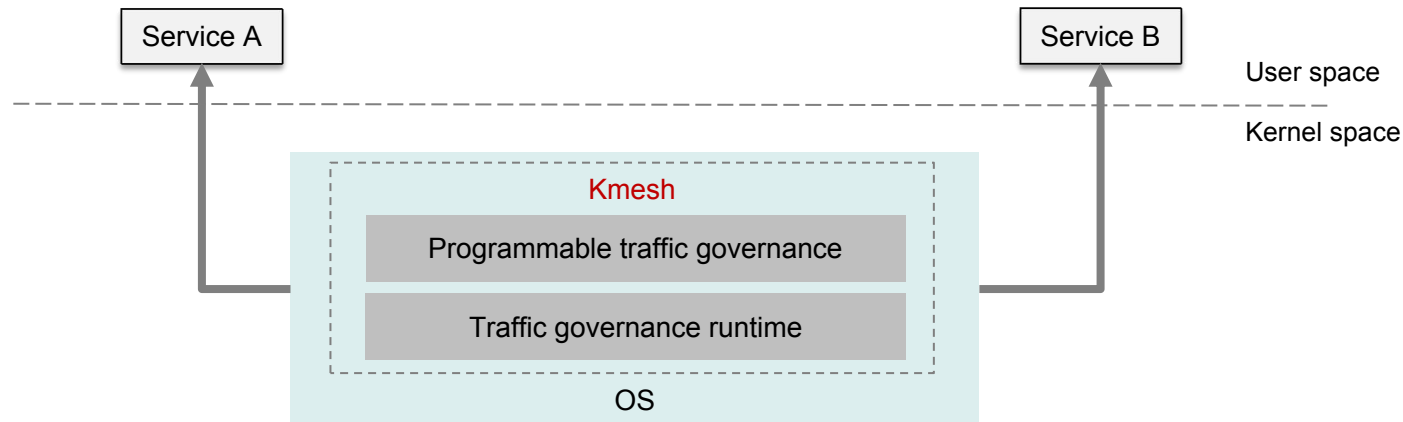 Service A
Service B
User space
Kernel space
Kmesh
Programmable traffic governance
Traffic governance runtime
OS